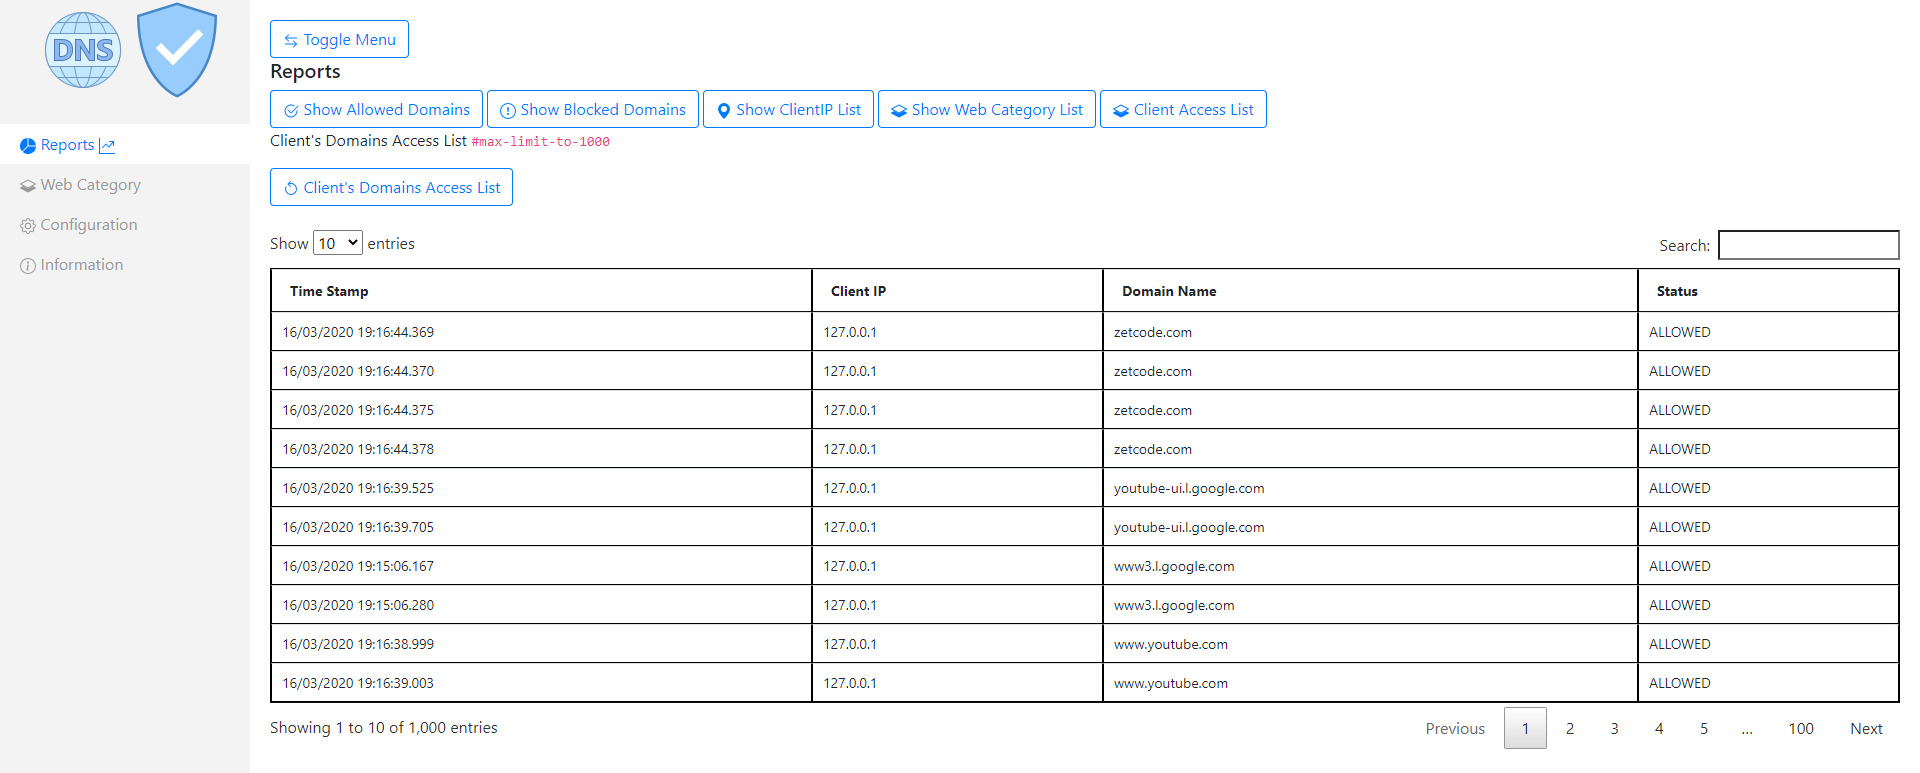 DNS
Toggle Menu
Reports
Show Allowed Domains Show Blocked Domains Show ClientIP List Show Web Category List Client Access List
Client's Domains Access List #max-limit-to-1000
Client's Domains Access List
Reports
Web Category
Configuration
Information
Show 10 entries Search:
Time Stamp Client IP Domain Name Status
16/03/2020 19:16:44.369 127.0.0.1 zetcode.com ALLOWED
16/03/2020 19:16:44.370 127.0.0.1 zetcode.com ALLOWED
16/03/2020 19:16:44.375 127.0.0.1 zetcode.com ALLOWED
16/03/2020 19:16:44.378 127.0.0.1 zetcode.com ALLOWED
16/03/2020 19:16:39.525 127.0.0.1 youtube-ui.l.google.com ALLOWED
16/03/2020 19:16:39.705 127.0.0.1 youtube-ui.l.google.com ALLOWED
16/03/2020 19:15:06.167 127.0.0.1 www3.l.google.com ALLOWED
16/03/2020 19:15:06.280 127.0.0.1 www3.l.google.com ALLOWED
16/03/2020 19:16:38.999 127.0.0.1 www.youtube.com ALLOWED
16/03/2020 19:16:39.003 127.0.0.1 www.youtube.com ALLOWED
Showing 1 to 10 of 1,000 entries Previous 1 2 3 4 5 ... 100 Next